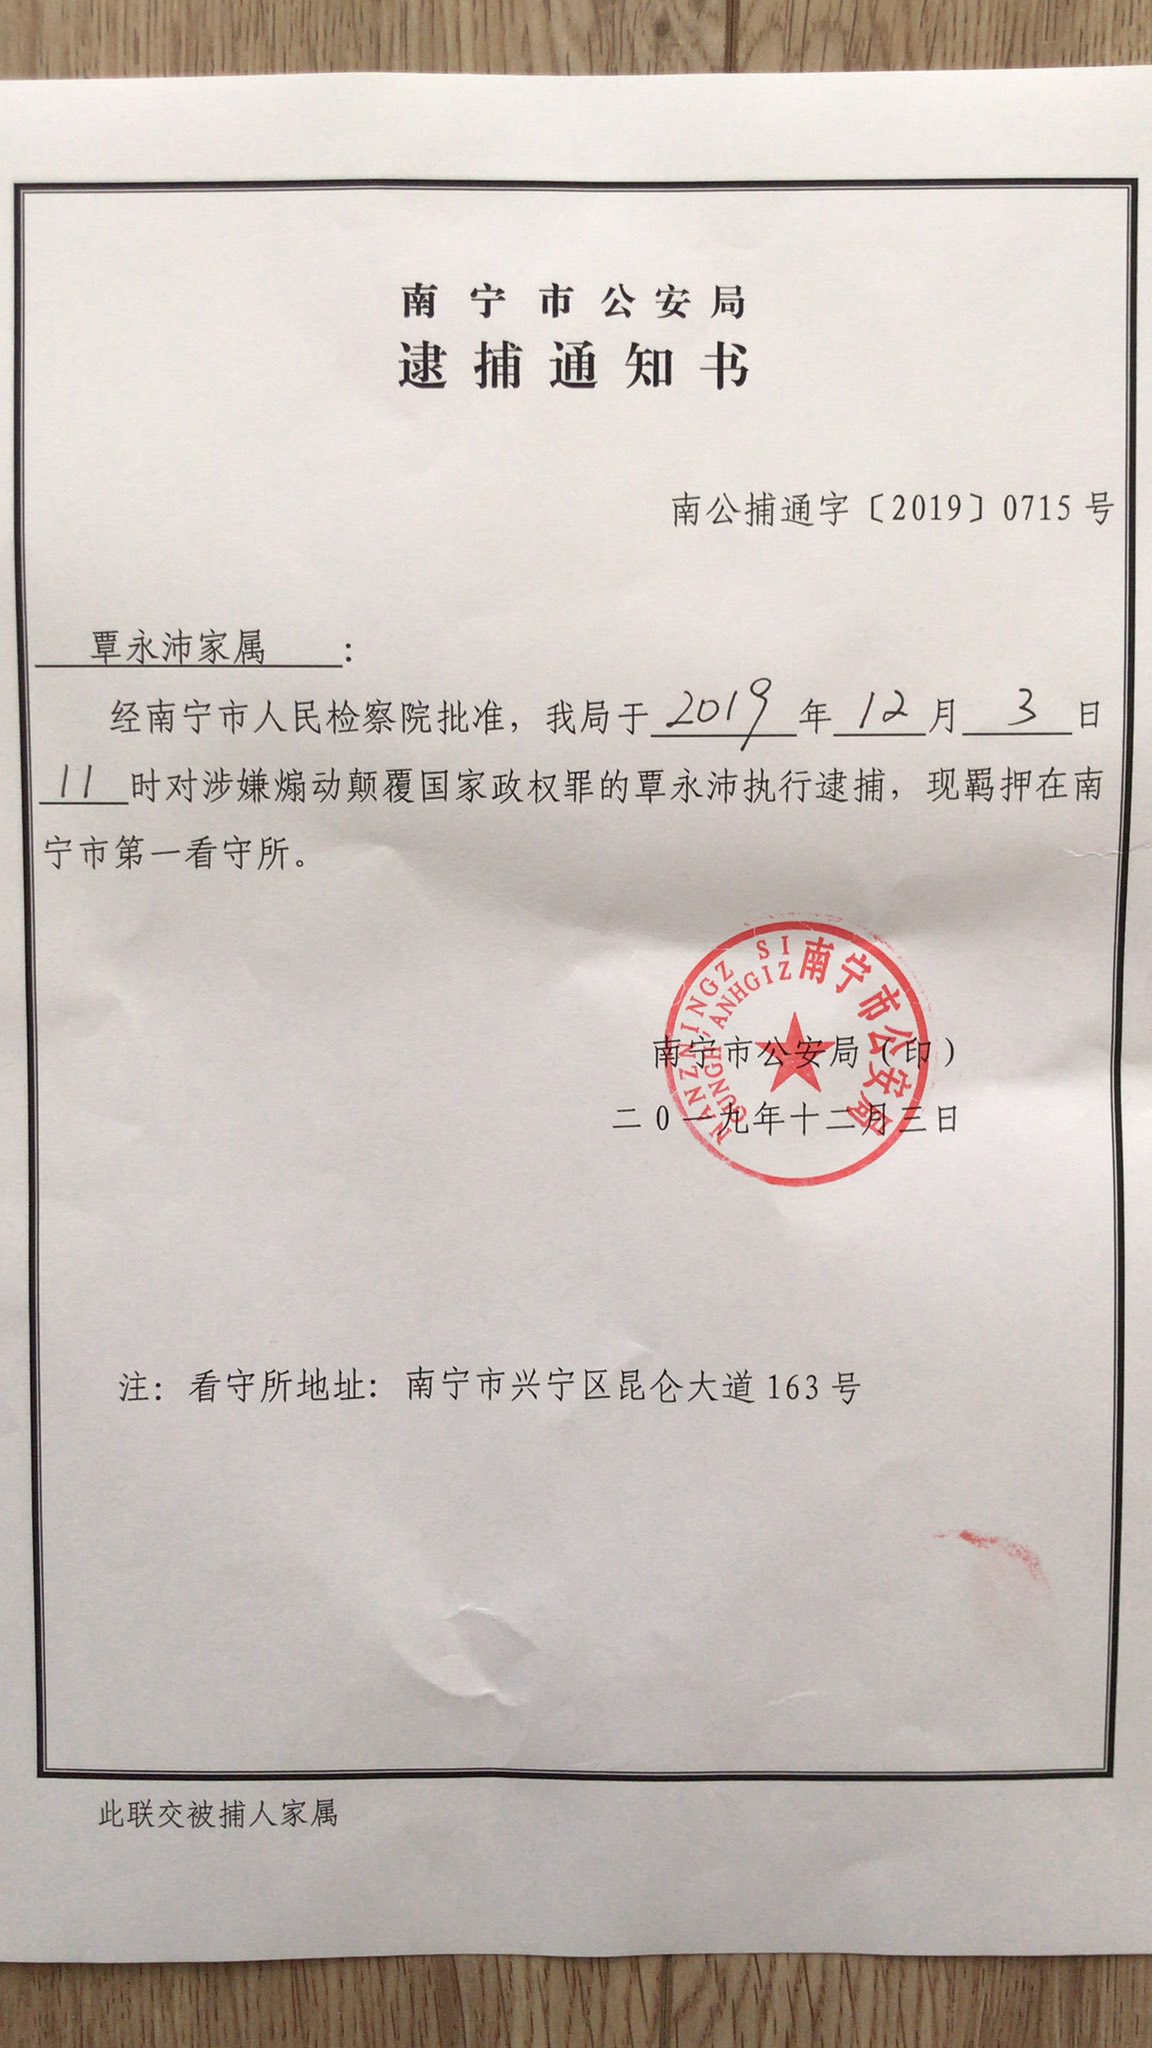 南宁市公安局
逮捕通知书
南公捕通字〔2019〕0715号
覃永沛家属:
经南宁市人民检察院批准，我局于2019年12月3日
11时对涉嫌煽动颠覆国家政权罪的覃永沛执行逮捕，现羁押在南
宁市第一看守所。
NANZNINGZ SI
GUNGH'ANHGIZ
南宁市公安局
南宁市公安局（印）
二0一九年十二月三日
注：看守所地址：南宁市兴宁区昆仑大道163号
此联交被捕人家属